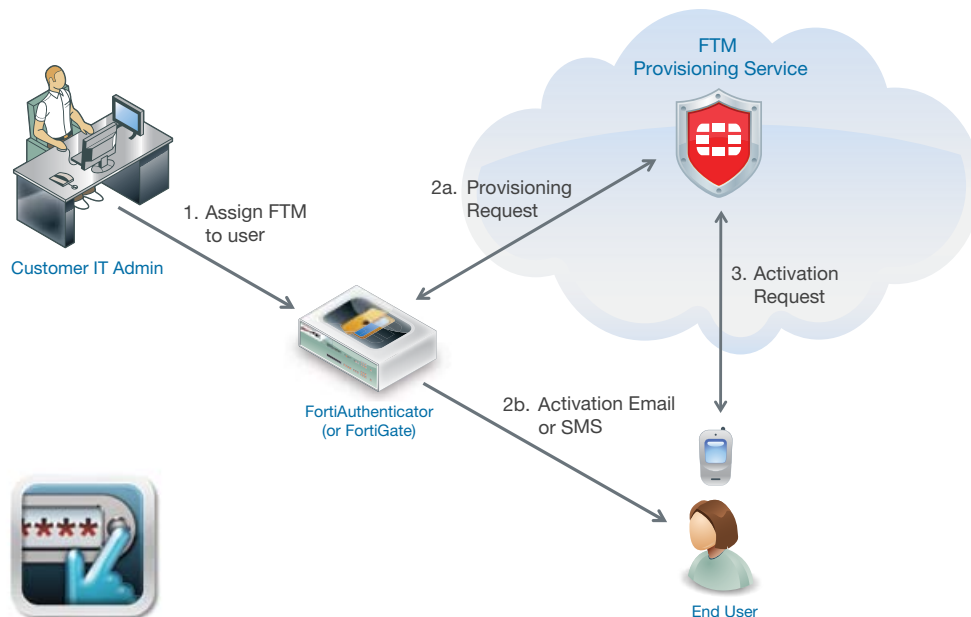 FTM
Provisioning Service
2a. Provisioning
Request
1. Assign FTM
to user
Customer IT Admin
3. Activation
Request
FortiAuthenticator
(or FortiGate)
2b. Activation Email
or SMS
****
End User